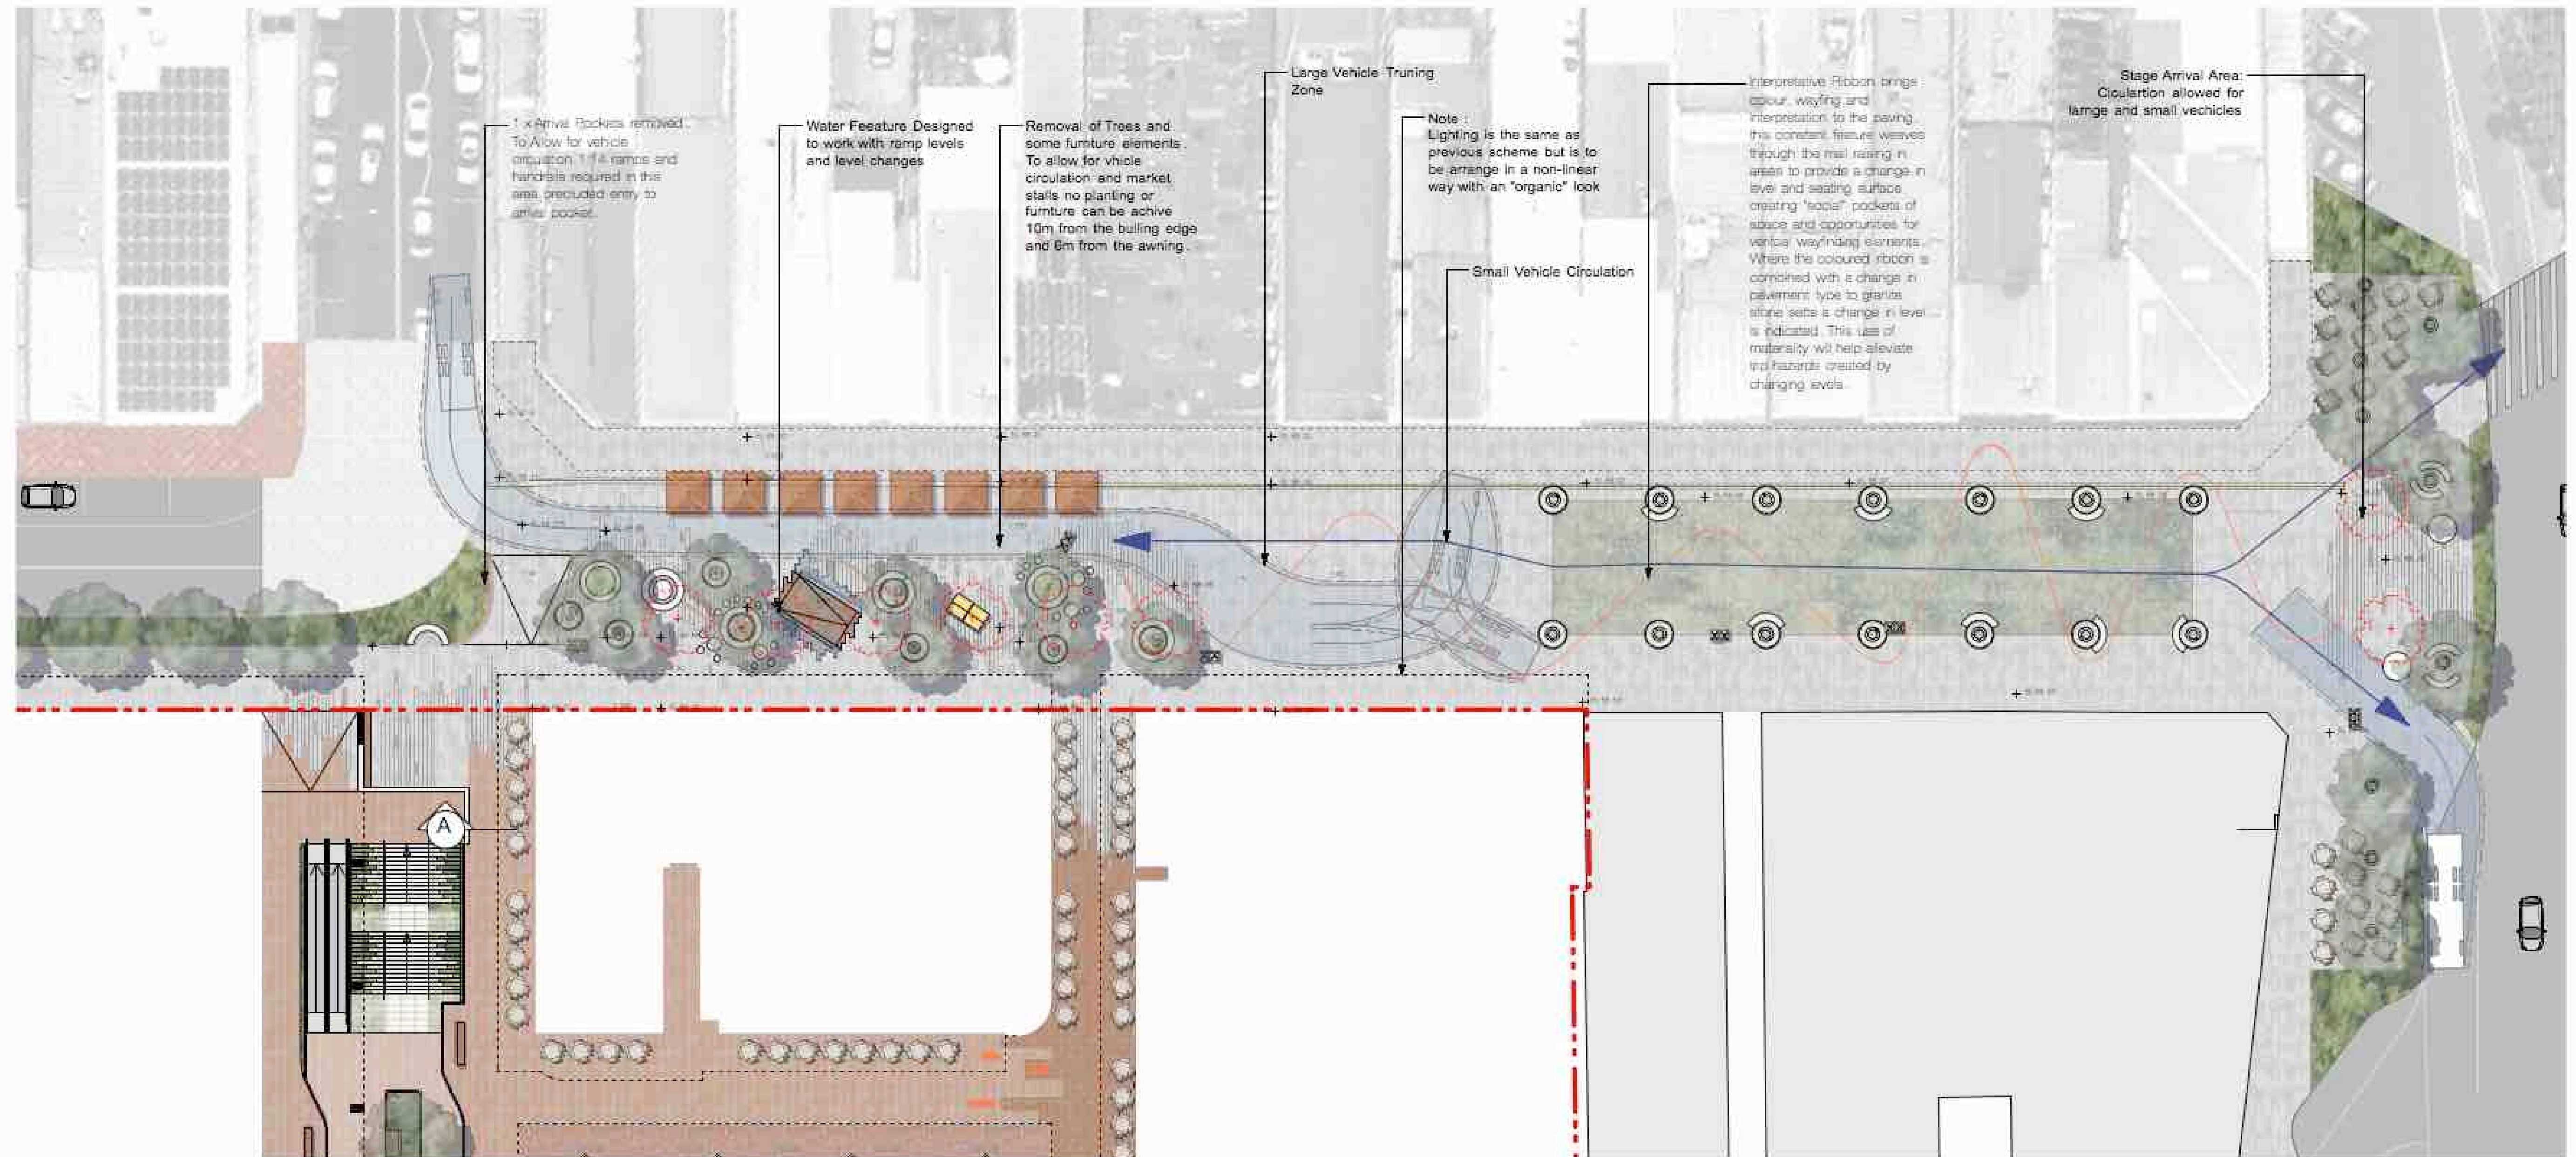 1 x Arrival Pockets removed.
To Allow for vehicle
circulation 1:14 ramps and
handrails required in this
area precluded entry to
arrival pocket.
Water Feeature Designed
to work with ramp levels
and level changes
Removal of Trees and
some furniture elements.
To allow for vhicle
circulation and market
stalls no planting or
furnture can be achive
10m from the bulling edge
and 6m from the awning.
Large Vehicle Truning
Zone
Note :
Lighting is the same as
previous scheme but is to
be arrange in a non-linear
way with an "organic" look
Small Vehicle Circulation
Interpretative Ribbon brings
colour, wayfing and
interpretation to the paving
this constant feature weaves
through the mall raising in
areas to provide a change in
level and seating surface
creating "social" pockets of
space and opportunities for
vertical wayfinding elements.
Where the coloured ribbon is
combined with a change in
pavement type to granite
stone setts a change in level
is indicated. This use of
materiality will help alleviate
trip hazards created by
changing levels.
Stage Arrival Area:
Ciculartion allowed for
larnge and small vechicles
A